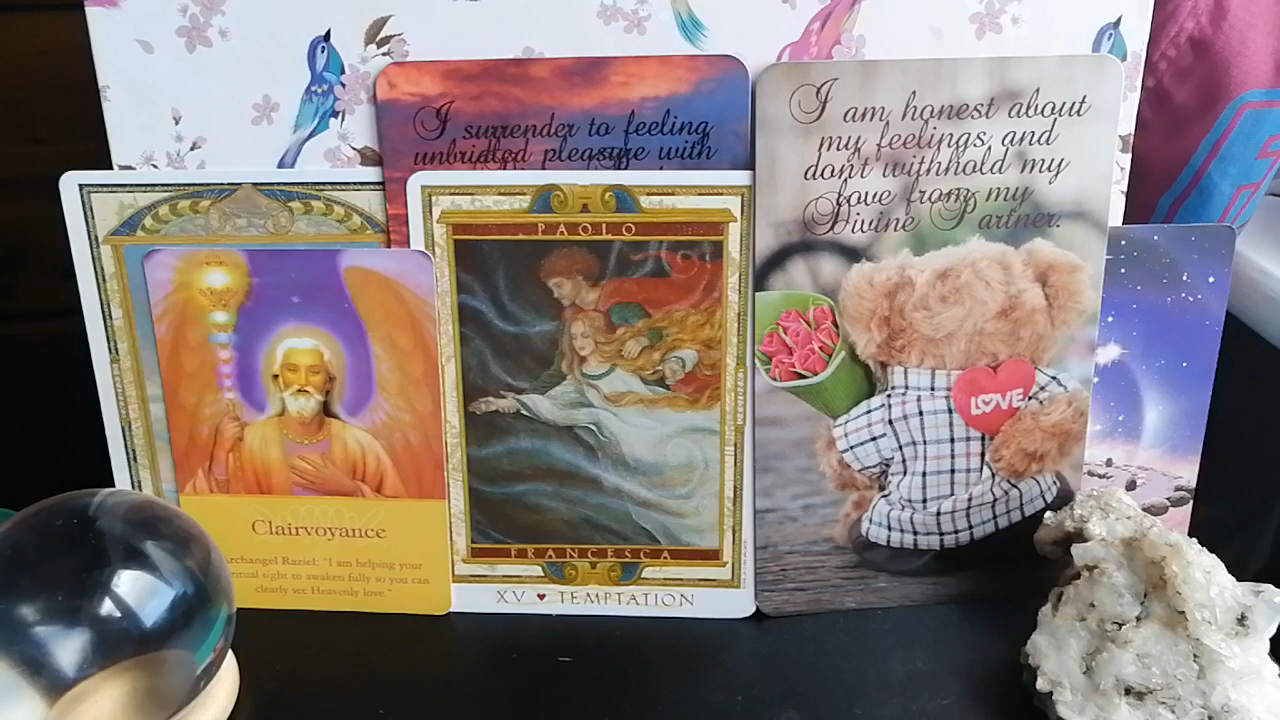 I surrender to feeling
unbridled pleasure with
I am honest about
my feelings and
don't withhold my
love from my
Divine Partner.
PAOLO
FRANCESCA
XV ♥ TEMPTATION
LOVE
Clairvoyance
Archangel Raziel: "I am helping your
ritual sight to awaken fully so you can
clearly see Heavenly love."